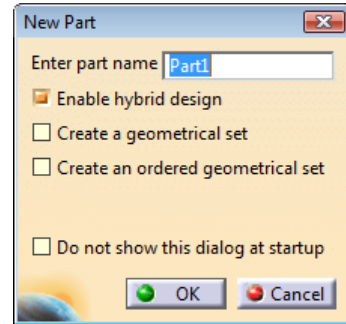 New Part
Enter part name Part1
Enable hybrid design
Create a geometrical set
Create an ordered geometrical set
Do not show this dialog at startup
OK Cancel